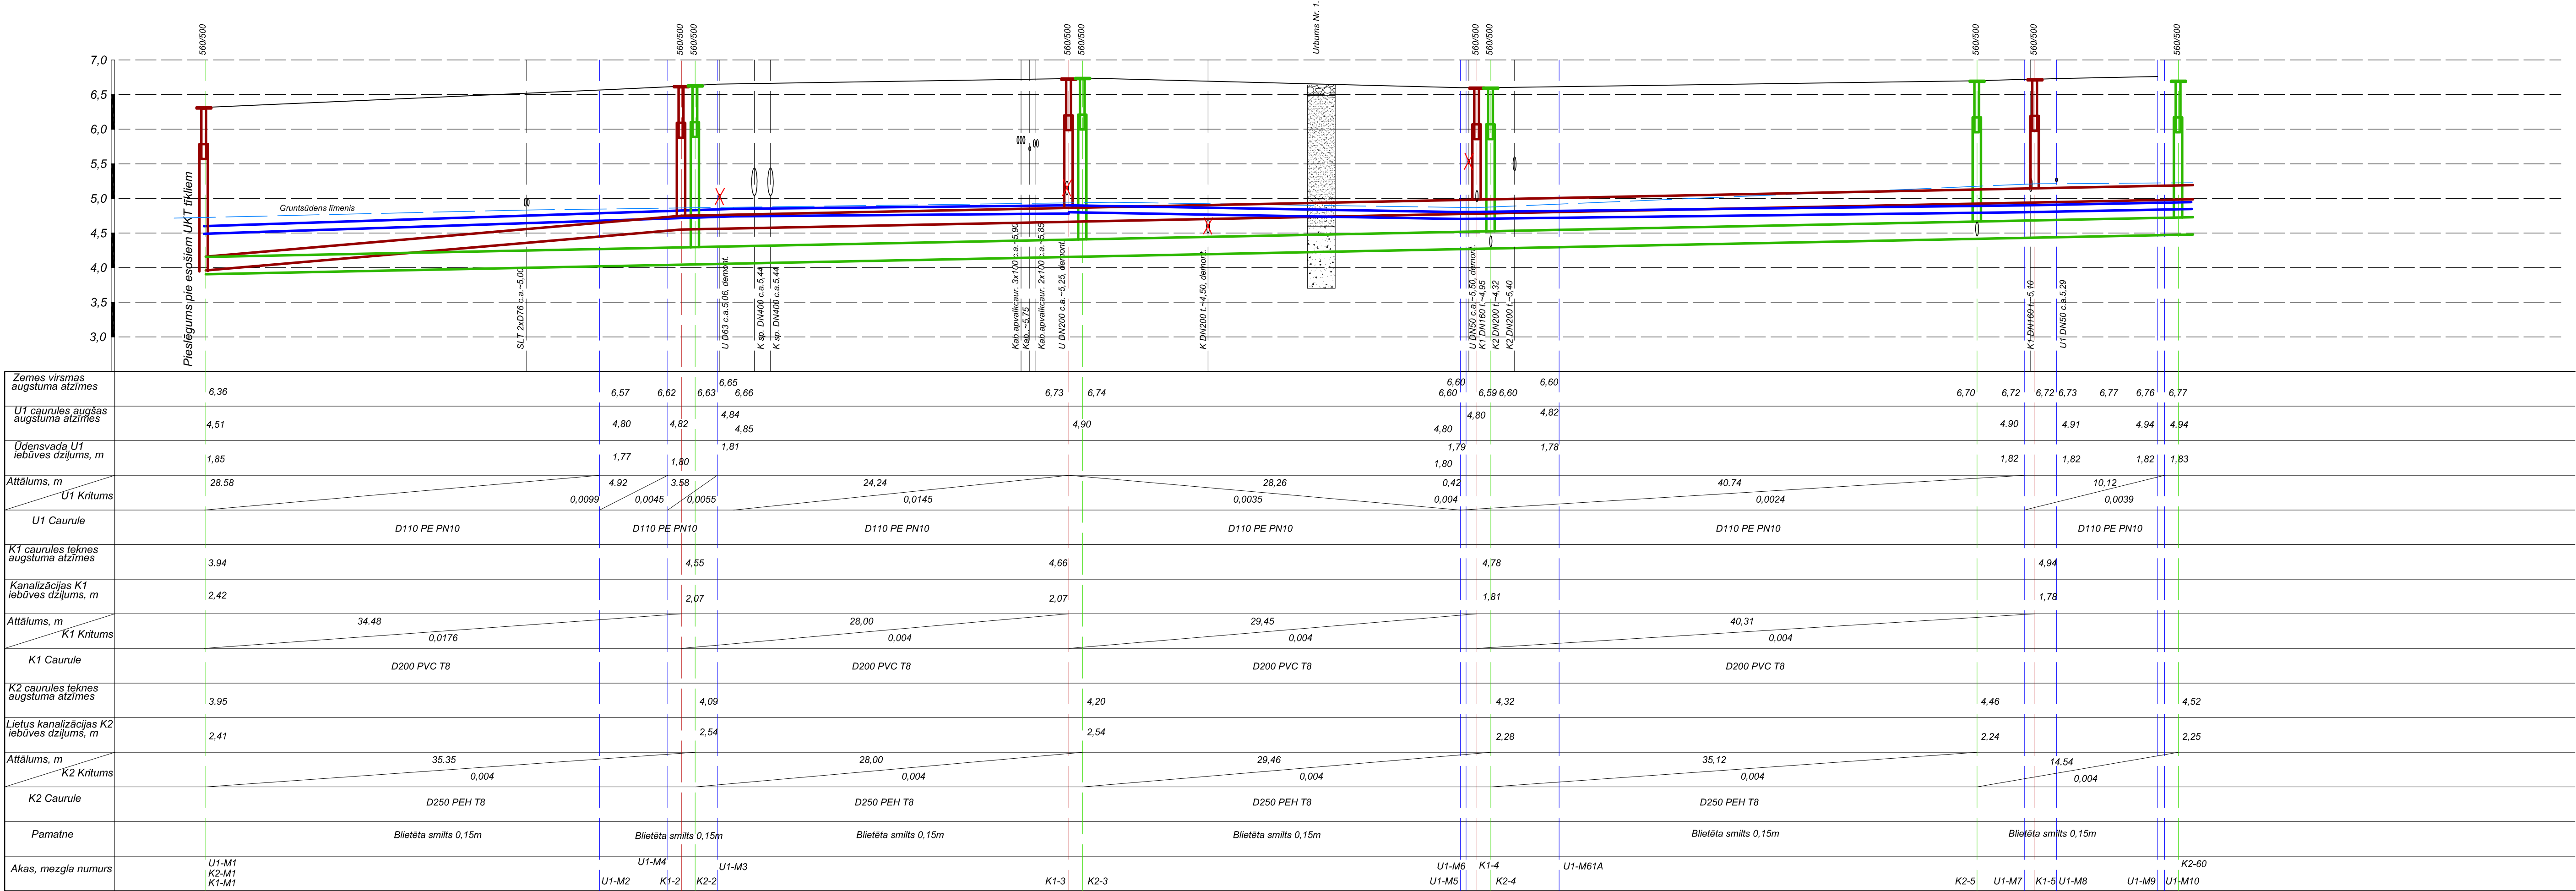 560/500
560/500
560/500
560/500
560/500
Urbums Nr. 1.
560/500
560/500
560/500
560/500
560/500
7,0
6,5
6,0
5,5
5,0
4,5
4,0
3,5
3,0
Pieslēgums pie esošiem UKT tīkliem
Gruntsūdens līmenis
SLT 2xD76 c.a.~5,00
U D63 c.a.5,06, demont.
K sp. DN400 c.a.5,44
K sp. DN400 c.a.5,44
Kab.apvalkcaur. 3x100 c.a.~5,90
Kab. ~5,75
Kab.apvalkcaur. 2x100 c.a.~5,85
U DN200 c.a.~5,25, demont.
K DN200 t.~4,50, demont.
U DN50 c.a.~5,50, demont.
K1 DN160 t.~4,95
K2 DN200 t.~4,32
K2 DN200 t.~5,40
K1 DN160 t.~5,10
U1 DN50 c.a.5,29
Zemes virsmas
augstuma atzīmes
6,36 6,57 6,62 6,63 6,65 6,66 6,73 6,74 6,60 6,60 6,59 6,60 6,60 6,70 6,72 6,72 6,73 6,77 6,76 6,77
U1 caurules augšas
augstuma atzīmes
4,51 4,80 4,82 4,84 4,85 4,90 4,80 4,80 4,82 4.90 4.91 4.94 4.94
Ūdensvada U1
iebūves dziļums, m
1,85 1,77 1,80 1,81 1,80 1,79 1,78 1,82 1,82 1,82 1,83
Attālums, m
28.58 4.92 3.58 24,24 28,26 0,42 40.74 10,12
U1 Kritums
0,0099 0,0045 0,0055 0,0145 0,0035 0,004 0,0024 0,0039
U1 Caurule
D110 PE PN10 D110 PE PN10 D110 PE PN10 D110 PE PN10 D110 PE PN10 D110 PE PN10
K1 caurules teknes
augstuma atzīmes
3.94 4,55 4,66 4,78 4,94
Kanalizācijas K1
iebūves dziļums, m
2,42 2,07 2,07 1,81 1,78
Attālums, m
34.48 28,00 29,45 40,31
K1 Kritums
0,0176 0,004 0,004 0,004
K1 Caurule
D200 PVC T8 D200 PVC T8 D200 PVC T8 D200 PVC T8
K2 caurules teknes
augstuma atzīmes
3.95 4,09 4,20 4,32 4,46 4,52
Lietus kanalizācijas K2
iebūves dziļums, m
2,41 2,54 2,54 2,28 2,24 2,25
Attālums, m
35.35 28,00 29,46 35,12 14.54
K2 Kritums
0,004 0,004 0,004 0,004 0,004
K2 Caurule
D250 PEH T8 D250 PEH T8 D250 PEH T8 D250 PEH T8
Pamatne
Blietēta smilts 0,15m Blietēta smilts 0,15m Blietēta smilts 0,15m Blietēta smilts 0,15m Blietēta smilts 0,15m Blietēta smilts 0,15m
Akas, mezgla numurs
U1-M1
K2-M1
K1-M1
U1-M2
U1-M4
K1-2
K2-2
U1-M3
K1-3
K2-3
U1-M6
U1-M5
K1-4
K2-4
U1-M61A
K2-5
U1-M7
K1-5
U1-M8
U1-M9
U1-M10
K2-60